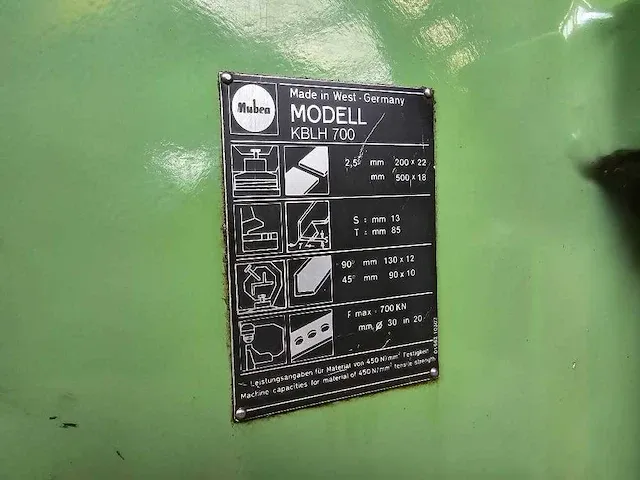 Mubea
Made in West-Germany
MODELL
KBLH 700
2,5° mm 200 x 22
mm 500 x 18
S : mm 13
T : mm 85
90° mm 130 x 12
45° mm 90 x 10
F max. 700 KN
mm, ø 30 in 20
Leistungsangaben für Material von 450 N/mm² Festigkeit
Machine capacities for material of 450 N/mm² tensile strength